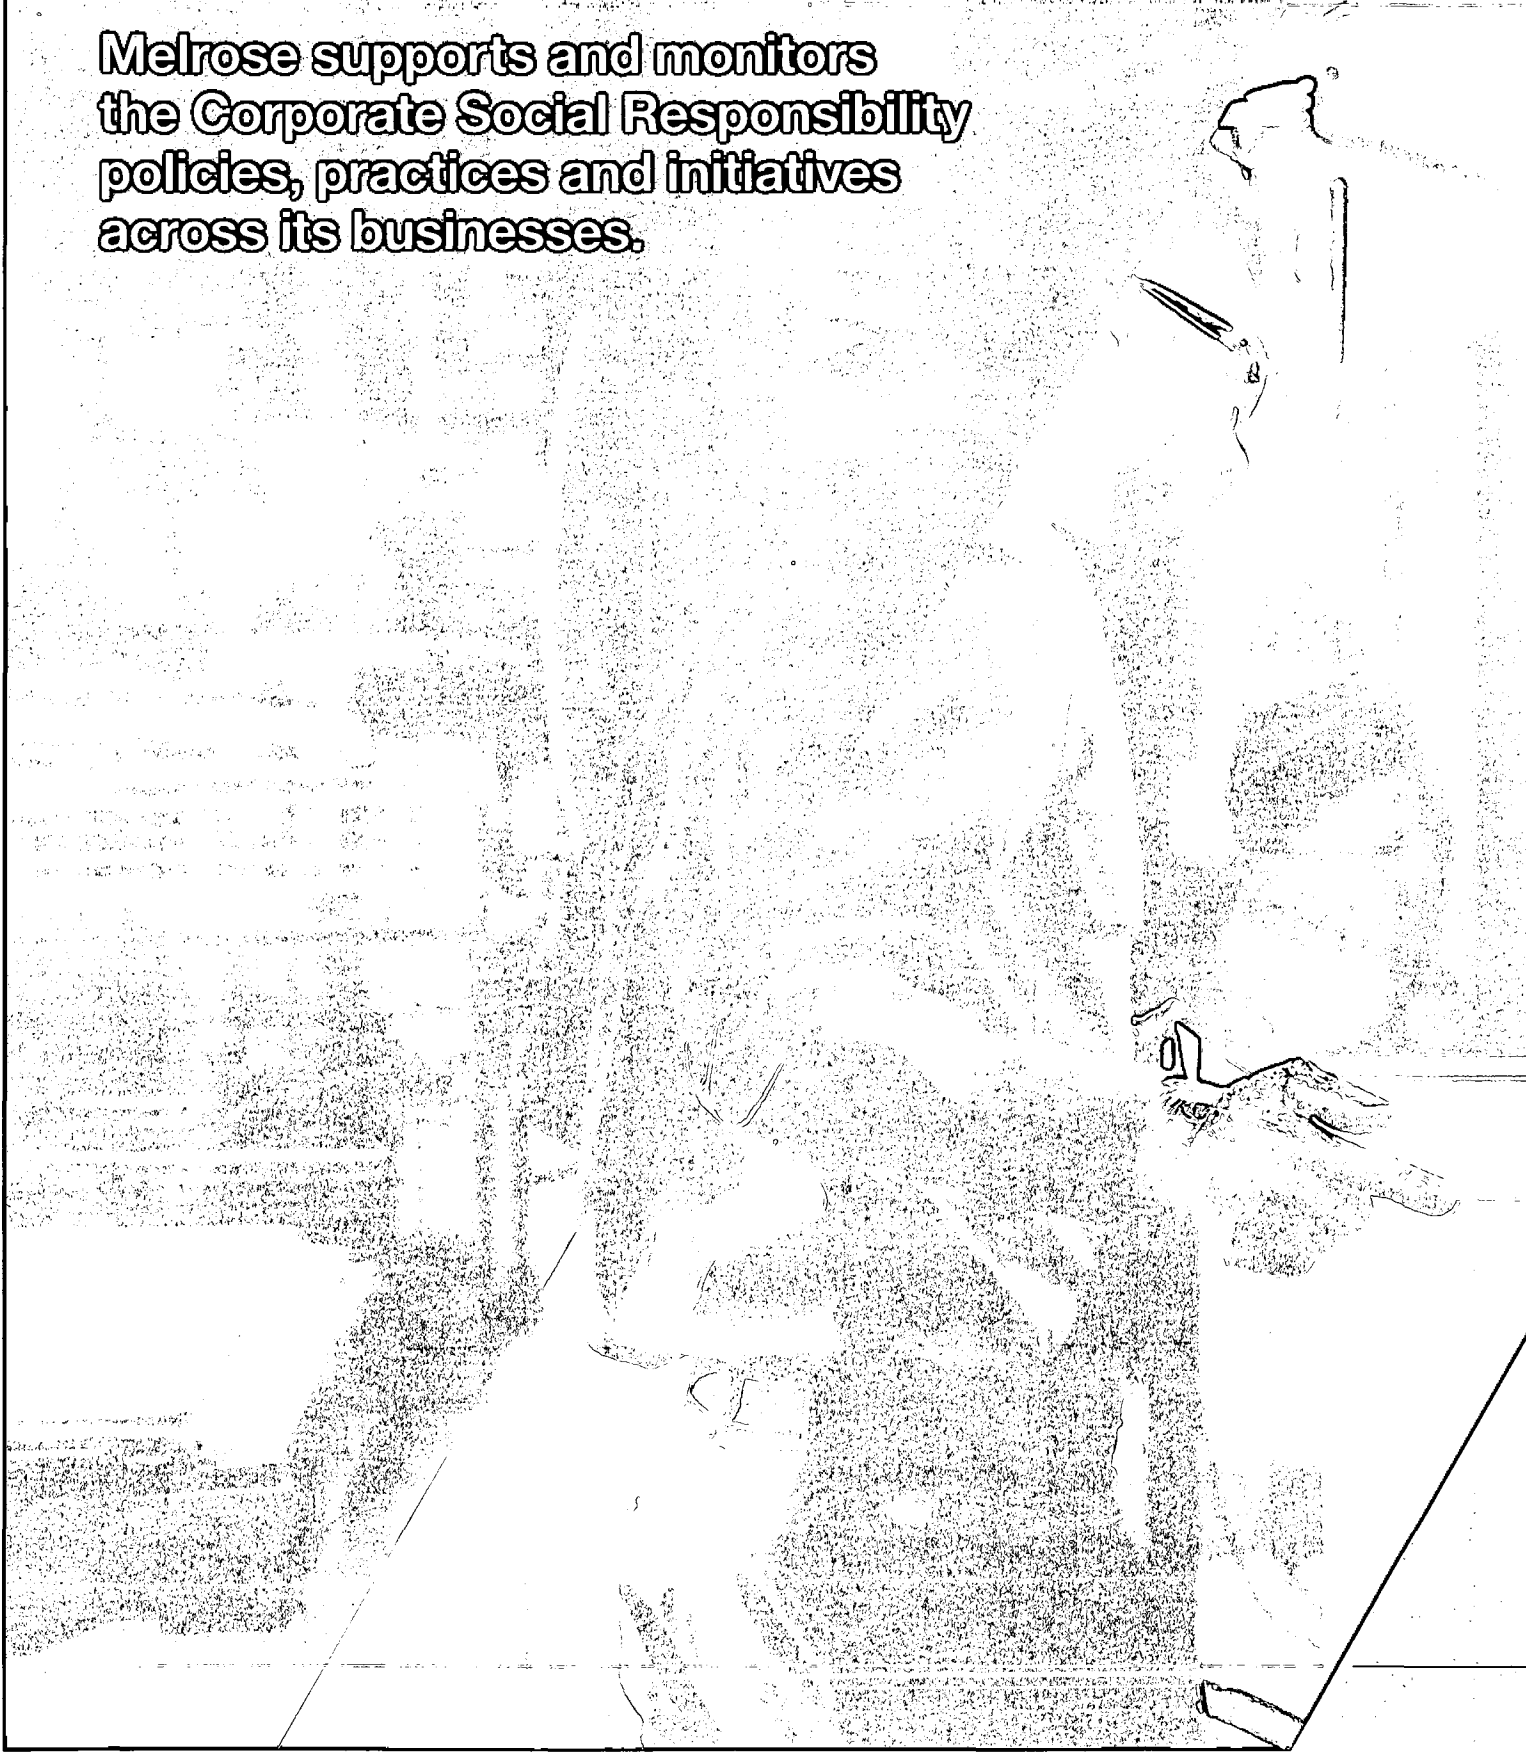 Melrose supports and monitors
the Corporate Social Responsibility
policies, practices and initiatives
across its businesses.